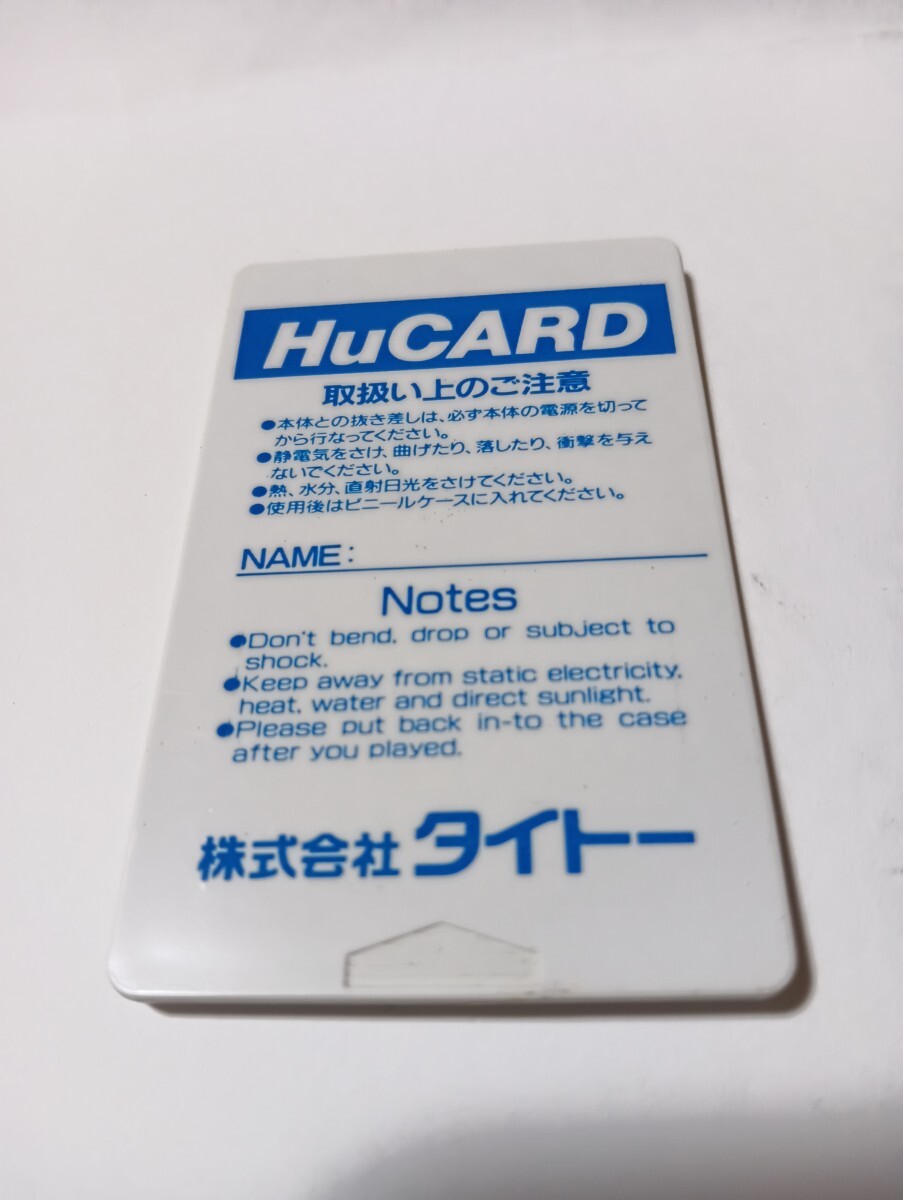 HuCARD
取扱い上のご注意
●本体との抜き差しは、必ず本体の電源を切って
から行なってください。
●静電気をさけ、曲げたり、落したり、衝撃を与え
ないでください。
●熱、水分、直射日光をさけてください。
●使用後はビニールケースに入れてください。
NAME:
Notes
●Don't bend, drop or subject to
shock.
●Keep away from static electricity,
heat, water and direct sunlight.
●Please put back in-to the case
after you played.
株式会社 タイトー